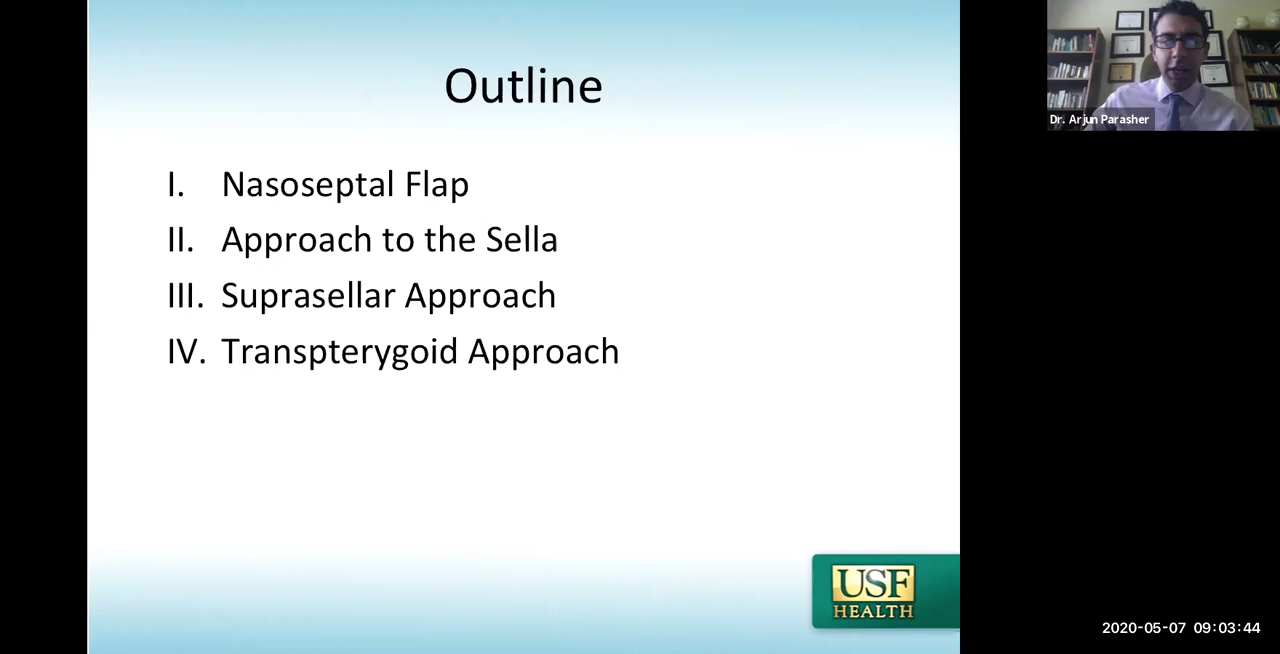 Outline
I. Nasoseptal Flap
II. Approach to the Sella
III. Suprasellar Approach
IV. Transpterygoid Approach
USF
HEALTH
Dr. Arjun Parasher
2020-05-07 09:03:44